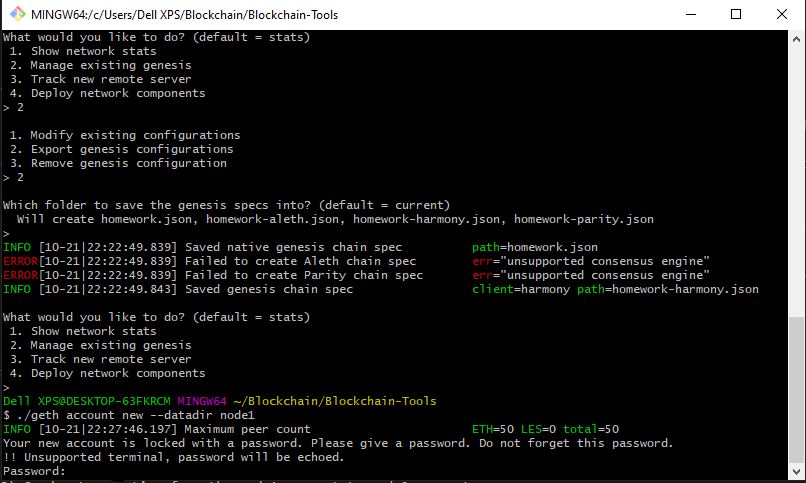 MINGW64:/c/Users/Dell XPS/Blockchain/Blockchain-Tools
What would you like to do? (default = stats)
1. Show network stats
2. Manage existing genesis
3. Track new remote server
4. Deploy network components
> 2
1. Modify existing configurations
2. Export genesis configurations
3. Remove genesis configuration
> 2
Which folder to save the genesis specs into? (default = current)
Will create homework.json, homework-aleth.json, homework-harmony.json, homework-parity.json
>
INFO [10-21|22:22:49.839] Saved native genesis chain spec path=homework.json
ERROR[10-21|22:22:49.839] Failed to create Aleth chain spec err="unsupported consensus engine"
ERROR[10-21|22:22:49.839] Failed to create Parity chain spec err="unsupported consensus engine"
INFO [10-21|22:22:49.843] Saved genesis chain spec client=harmony path=homework-harmony.json
What would you like to do? (default = stats)
1. Show network stats
2. Manage existing genesis
3. Track new remote server
4. Deploy network components
>
Dell XPS@DESKTOP-63FKRCM MINGW64 ~/Blockchain/Blockchain-Tools
$ ./geth account new --datadir node1
INFO [10-21|22:27:46.197] Maximum peer count ETH=50 LES=0 total=50
Your new account is locked with a password. Please give a password. Do not forget this password.
!! Unsupported terminal, password will be echoed.
Password: